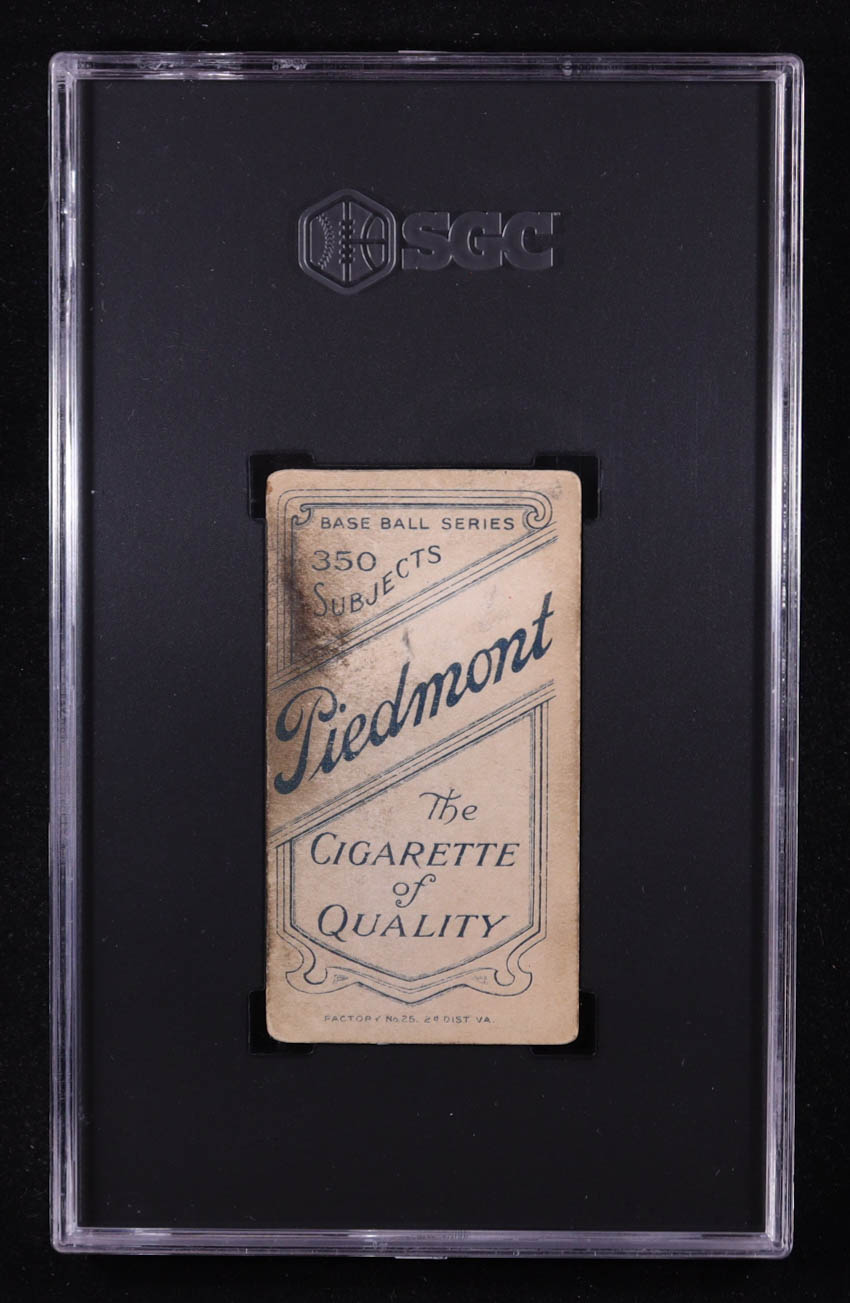 SGC
BASE BALL SERIES
350
SUBJECTS
Piedmont
The
CIGARETTE
of
QUALITY
FACTORY No.25. 2d DIST VA.